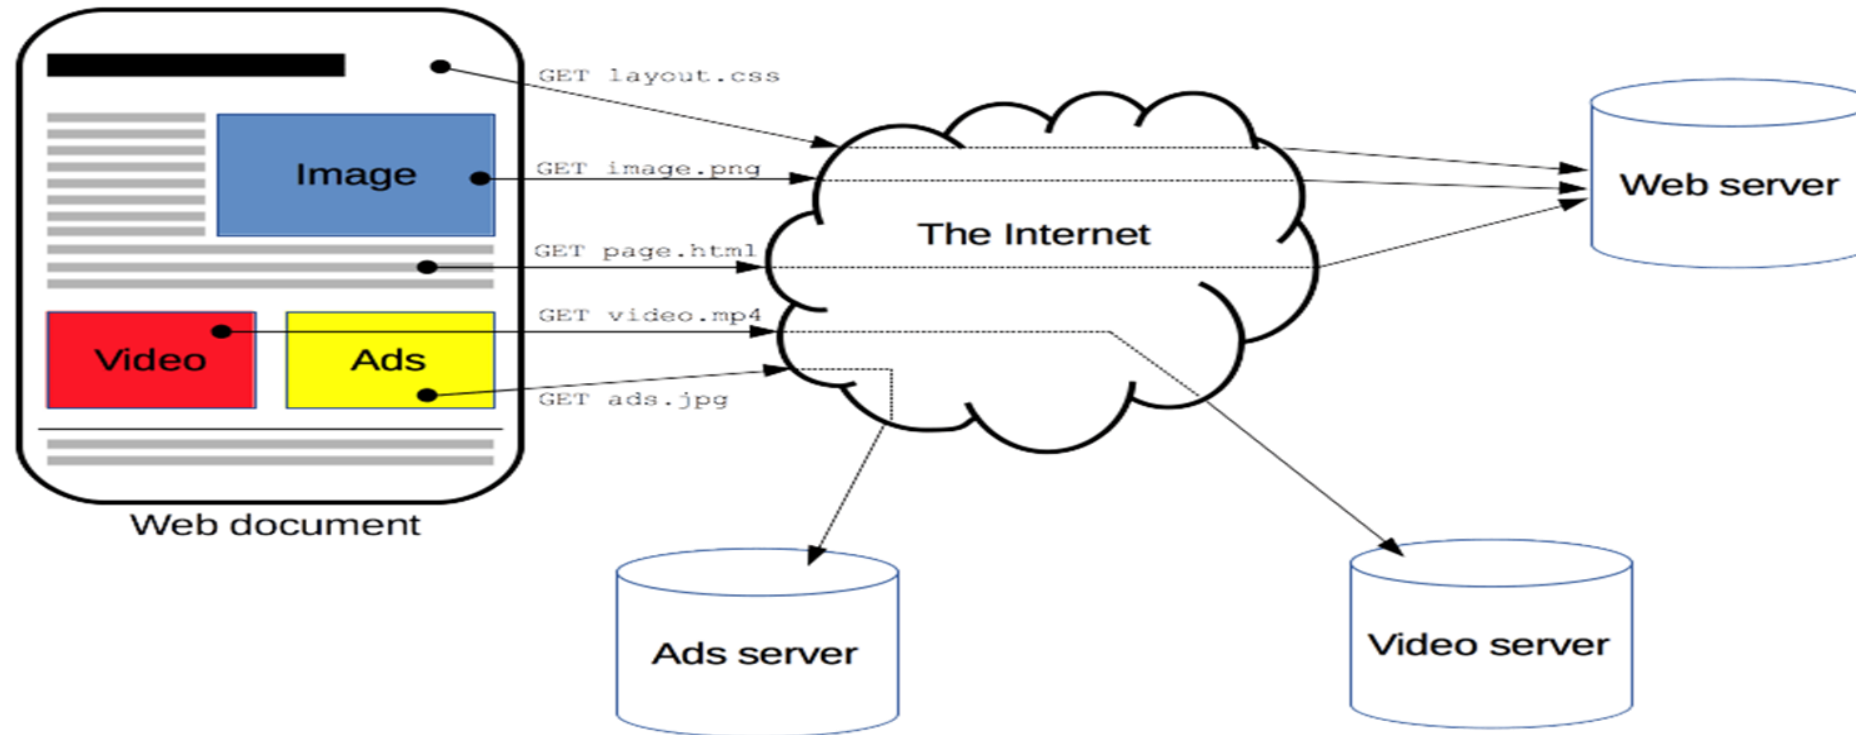 GET layout.css
Image
GET image.png
Web server
The Internet
GET page.html
GET video.mp4
Video
Ads
GET ads.jpg
Web document
Ads server
Video server